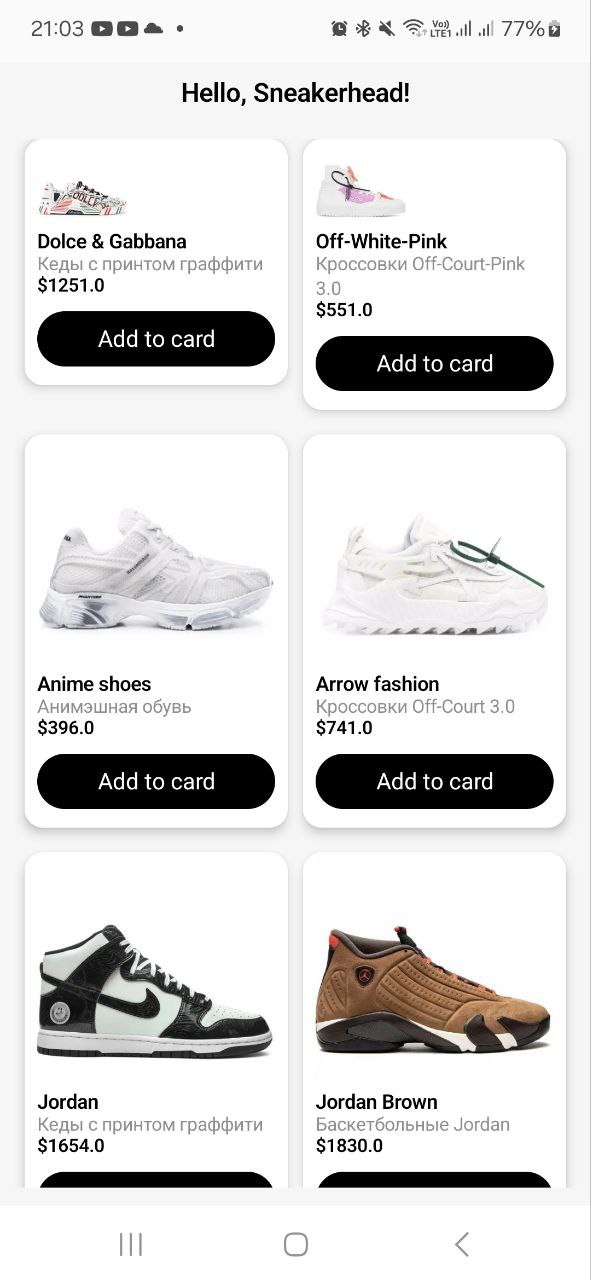 21:03
Vo))
LTE1
77%
Hello, Sneakerhead!
Dolce & Gabbana
Кеды с принтом граффити
$1251.0
Add to card
Off-White-Pink
Кроссовки Off-Court-Pink
3.0
$551.0
Add to card
Anime shoes
Анимэшная обувь
$396.0
Add to card
Arrow fashion
Кроссовки Off-Court 3.0
$741.0
Add to card
Jordan
Кеды с принтом граффити
$1654.0
Jordan Brown
Баскетбольные Jordan
$1830.0